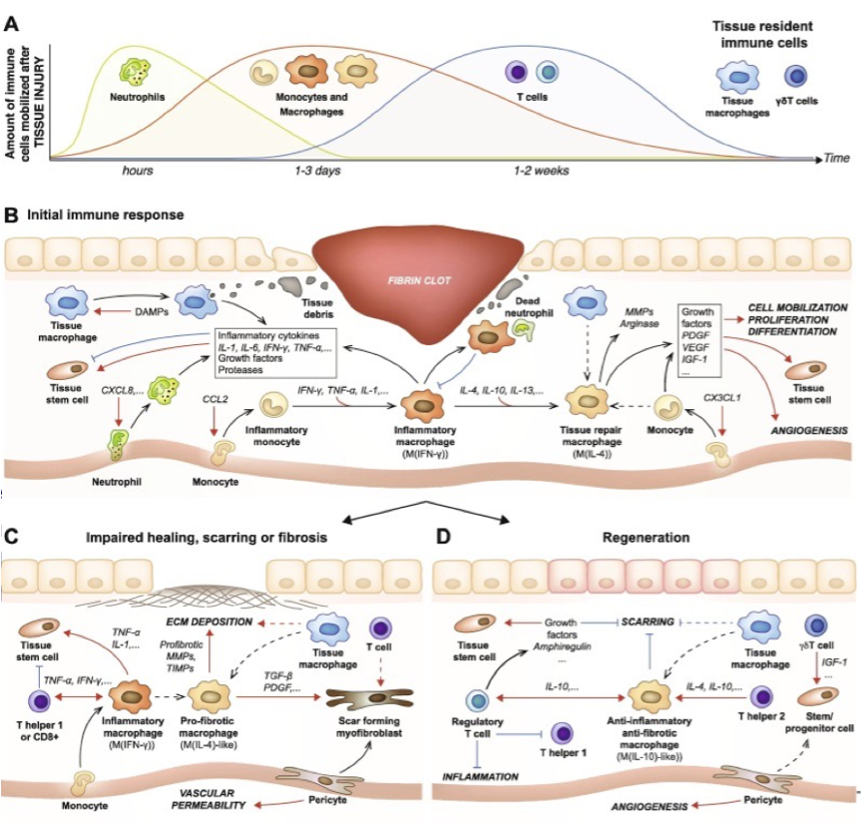 A
Amount of immune
cells mobilized after
TISSUE INJURY
Neutrophils
Monocytes and
Macrophages
T cells
Tissue resident
immune cells
Tissue
macrophages
γδT cells
hours
1-3 days
1-2 weeks
Time
B Initial immune response
FIBRIN CLOT
Tissue
macrophage
DAMPs
Tissue
debris
Inflammatory cytokines
IL-1, IL-6, IFN-γ, TNF-α,...
Growth factors
Proteases
Tissue
stem cell
CXCL8,...
CCL2
Neutrophil
Monocyte
Inflammatory
monocyte
IFN-γ, TNF-α, IL-1,...
Inflammatory
macrophage
(M(IFN-γ))
Dead
neutrophil
IL-4, IL-10, IL-13,...
Tissue repair
macrophage
(M(IL-4))
MMPs
Arginase
Monocyte
Growth
factors
PDGF
VEGF
IGF-1
...
CX3CL1
CELL MOBILIZATION
PROLIFERATION
DIFFERENTIATION
Tissue
stem cell
ANGIOGENESIS
C Impaired healing, scarring or fibrosis
Tissue
stem cell
TNF-α
IL-1,...
TNF-α, IFN-γ,...
T helper 1
or CD8+
Inflammatory
macrophage
(M(IFN-γ))
Monocyte
ECM DEPOSITION
Profibrotic
MMPs,
TIMPs
Pro-fibrotic
macrophage
(M(IL-4)-like)
Tissue
macrophage
T cell
TGF-β
PDGF,...
Scar forming
myofibroblast
VASCULAR
PERMEABILITY
Pericyte
D Regeneration
Tissue
stem cell
Growth
factors
Amphiregulin
...
SCARRING
Tissue
macrophage
γδT cell
IGF-1
...
IL-10,...
IL-4, IL-10,...
Regulatory
T cell
T helper 1
INFLAMMATION
Anti-inflammatory
anti-fibrotic
macrophage
(M(IL-10)-like))
T helper 2
Stem/
progenitor cell
ANGIOGENESIS
Pericyte